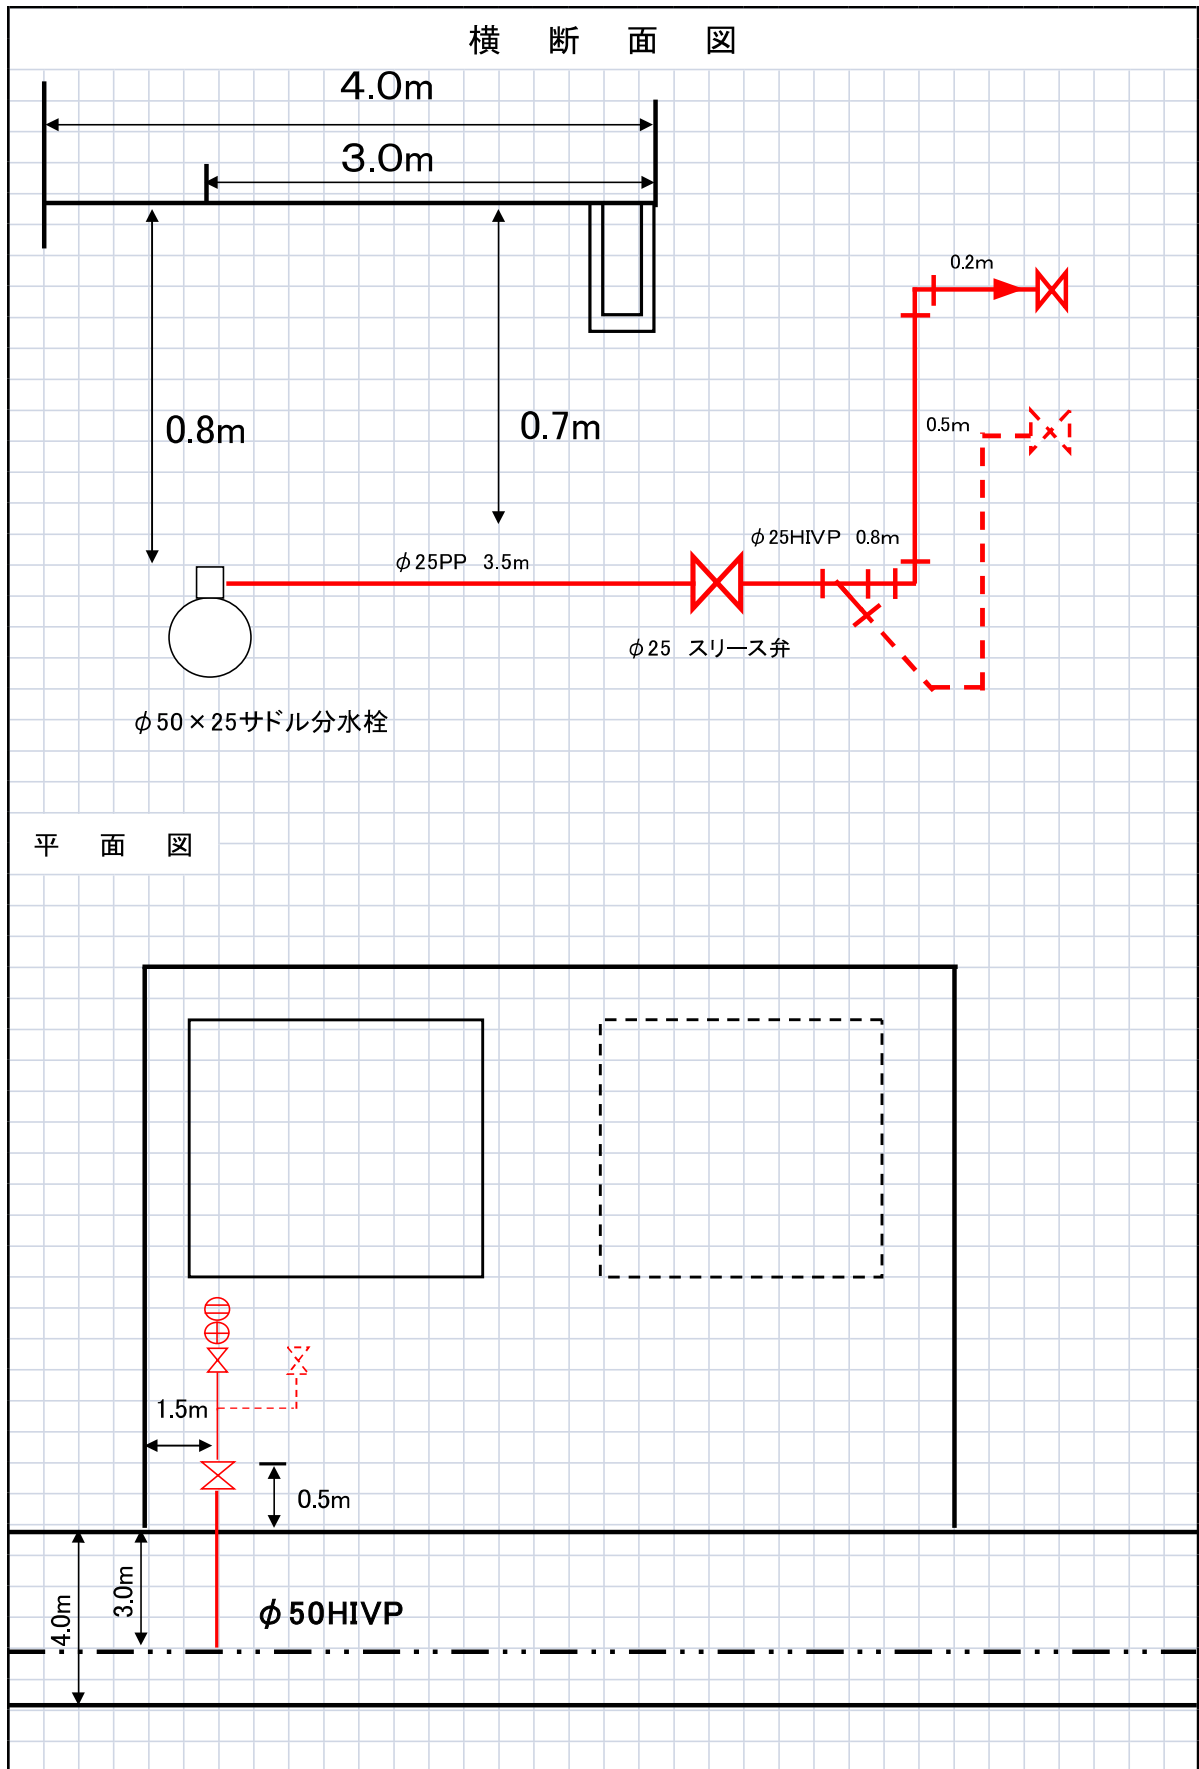 横　断　面　図
4.0m
3.0m
0.2m
0.8m
0.7m
0.5m
φ25HIVP 0.8m
φ25PP 3.5m
φ25 スリース弁
φ50×25サドル分水栓
平　面　図
1.5m
0.5m
3.0m
4.0m
φ50HIVP